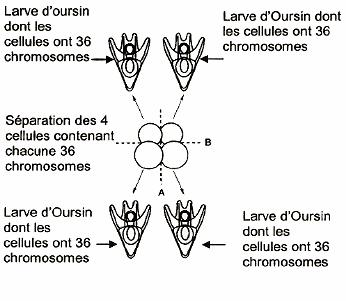 Larve d'oursin
dont les
cellules ont 36
chromosomes
Larve d'Oursin dont
les cellules ont 36
chromosomes
Séparation des 4
cellules contenant
chacune 36
chromosomes
B
A
Larve d'Oursin
dont les
cellules ont 36
chromosomes
Larve d'Oursin
dont les
cellules ont 36
chromosomes